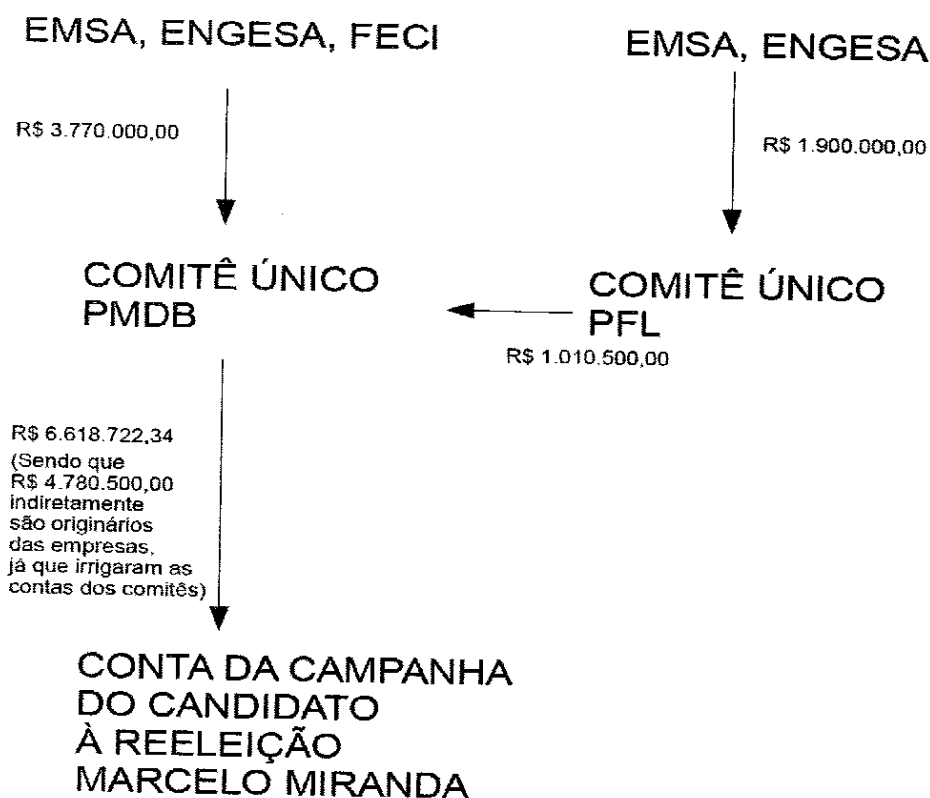 EMSA, ENGESA, FECI
EMSA, ENGESA
R$ 3.770.000,00
R$ 1.900.000,00
COMITÊ ÚNICO
PMDB
COMITÊ ÚNICO
PFL
R$ 1.010.500,00
R$ 6.618.722,34
(Sendo que
R$ 4.780.500,00
indiretamente
são originários
das empresas,
já que irrigaram as
contas dos comitês)
CONTA DA CAMPANHA
DO CANDIDATO
À REELEIÇÃO
MARCELO MIRANDA